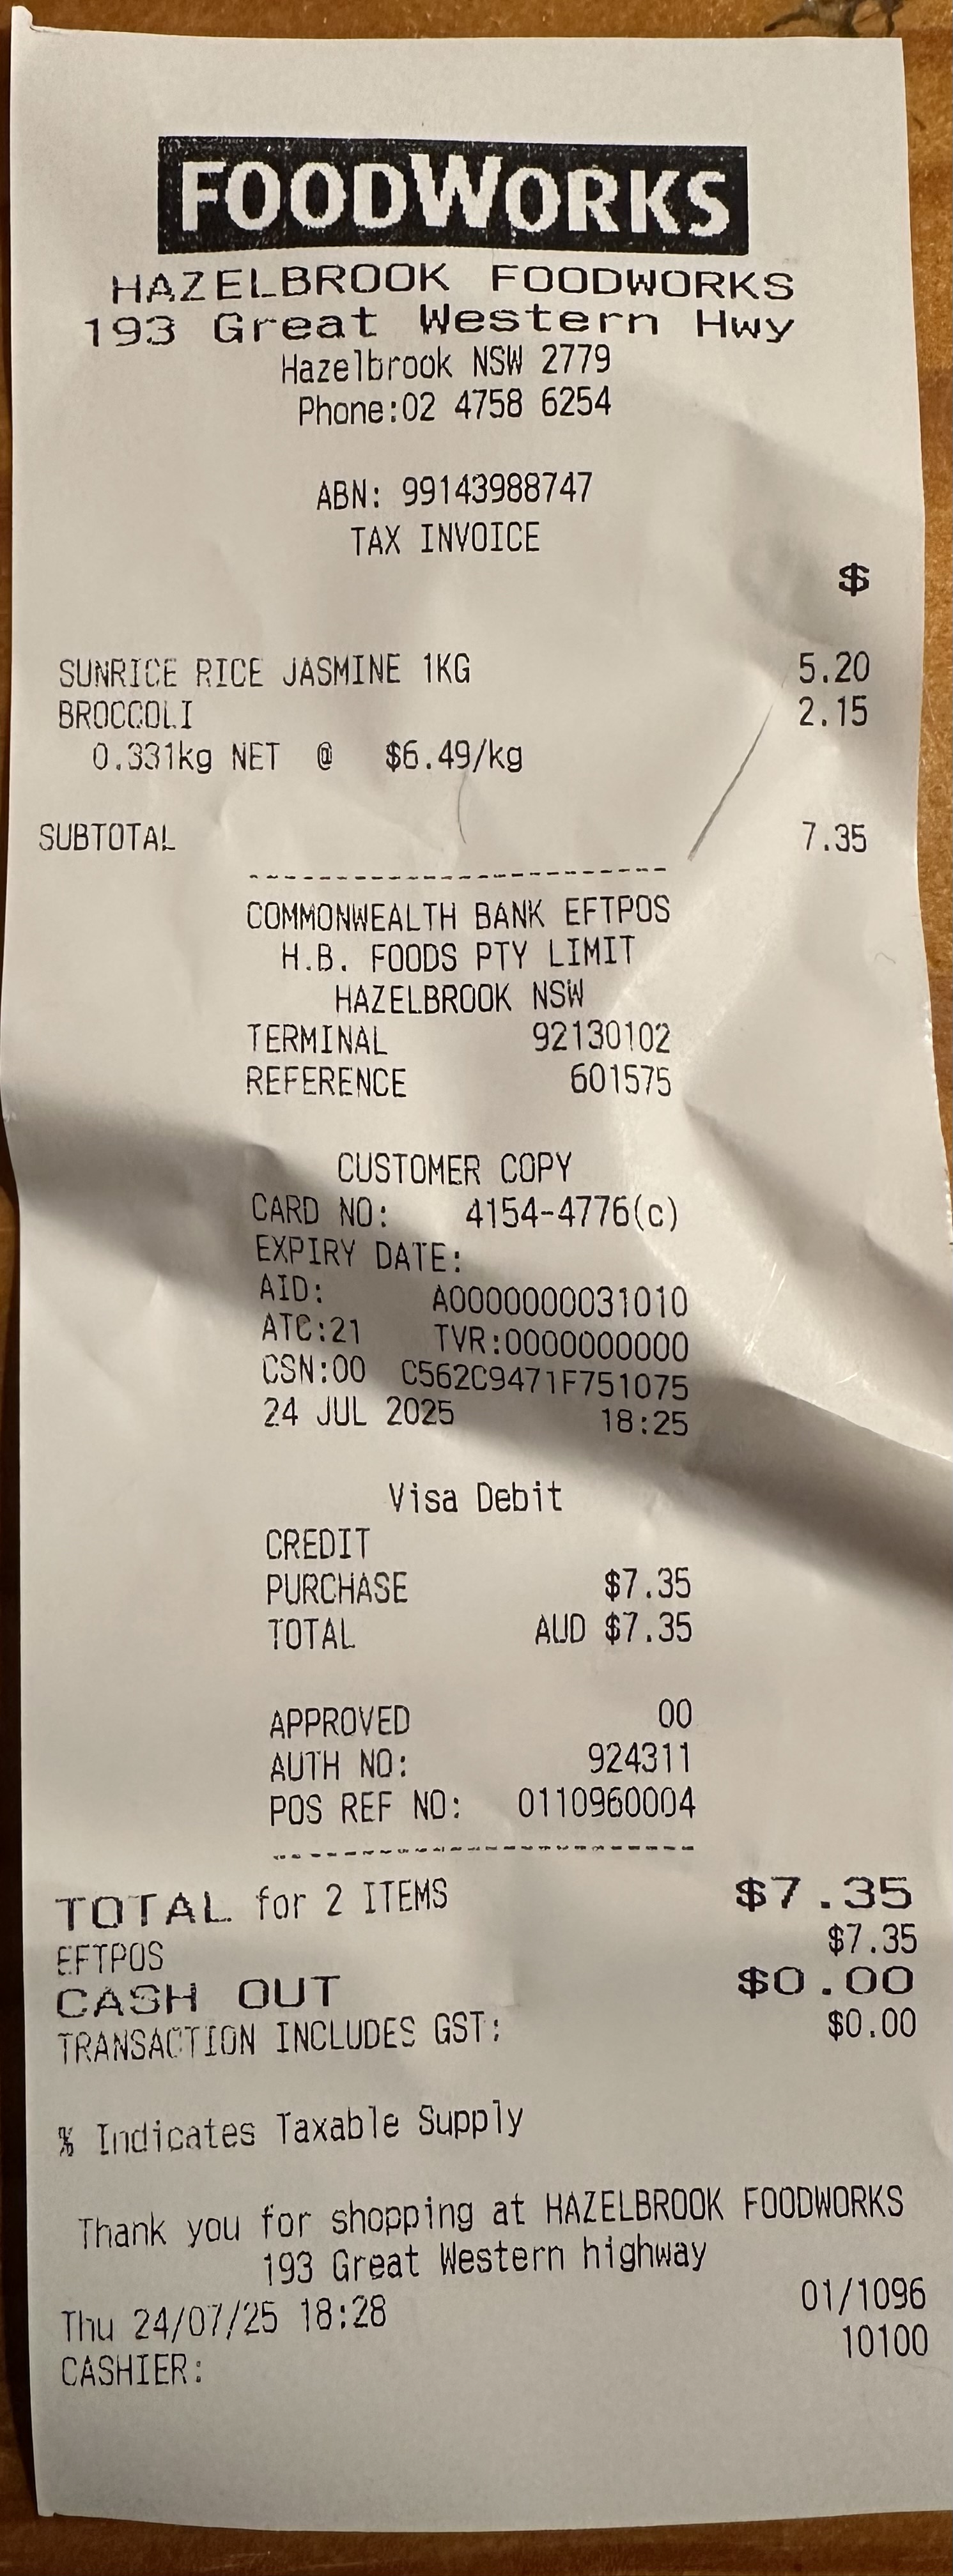 FOODWORKS
HAZELBROOK FOODWORKS
193 Great Western Hwy
Hazelbrook NSW 2779
Phone:02 4758 6254
ABN: 99143988747
TAX INVOICE
$
SUNRICE RICE JASMINE 1KG 5.20
BROCCOLI 2.15
0.331kg NET @ $6.49/kg
SUBTOTAL 7.35
COMMONWEALTH BANK EFTPOS
H.B. FOODS PTY LIMIT
HAZELBROOK NSW
TERMINAL 92130102
REFERENCE 601575
CUSTOMER COPY
CARD NO: 4154-4776(c)
EXPIRY DATE:
AID: A0000000031010
ATC:21 TVR:0000000000
CSN:00 C562C9471F751075
24 JUL 2025 18:25
Visa Debit
CREDIT
PURCHASE $7.35
TOTAL AUD $7.35
APPROVED 00
AUTH NO: 924311
POS REF NO: 0110960004
TOTAL for 2 ITEMS $7.35
EFTPOS $7.35
CASH OUT $0.00
TRANSACTION INCLUDES GST: $0.00
% Indicates Taxable Supply
Thank you for shopping at HAZELBROOK FOODWORKS
193 Great Western highway
Thu 24/07/25 18:28 01/1096
CASHIER: 10100